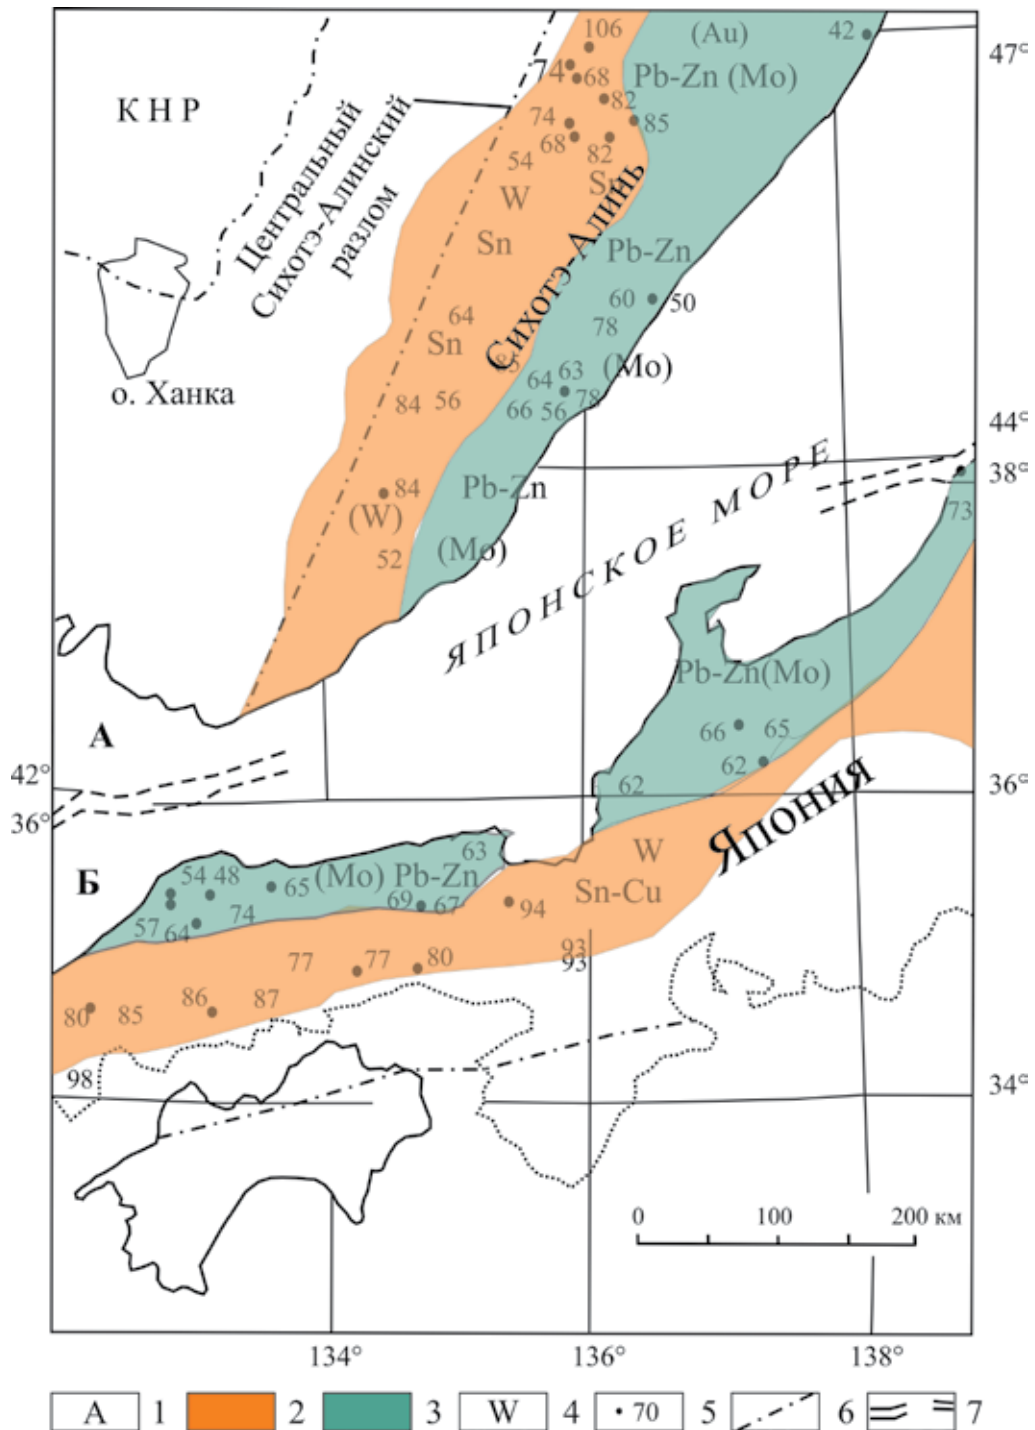 106
(Au)
42
47°
4
68
Pb-Zn (Mo)
КНР
82
74
85
68
82
54
Центральный
Сихотэ-Алинский
разлом
W
Sn
Sn
Сихотэ-Алинь
Pb-Zn
60
50
78
64
Sn
85
63
(Mo)
64
о. Ханка
84
56
66
56
78
44°
38°
84
Pb-Zn
(W)
52
(Mo)
ЯПОНСКОЕ МОРЕ
73
Pb-Zn(Mo)
66
65
А
62
42°
62
36°
36°
Япония
63
W
Б
54
48
65
(Mo) Pb-Zn
Sn-Cu
69
67
94
57
64
74
93
93
77
77
80
86
87
80
85
98
34°
0
100
200 км
134°
136°
138°
А
1
2
3
W
4
70
5
6
7